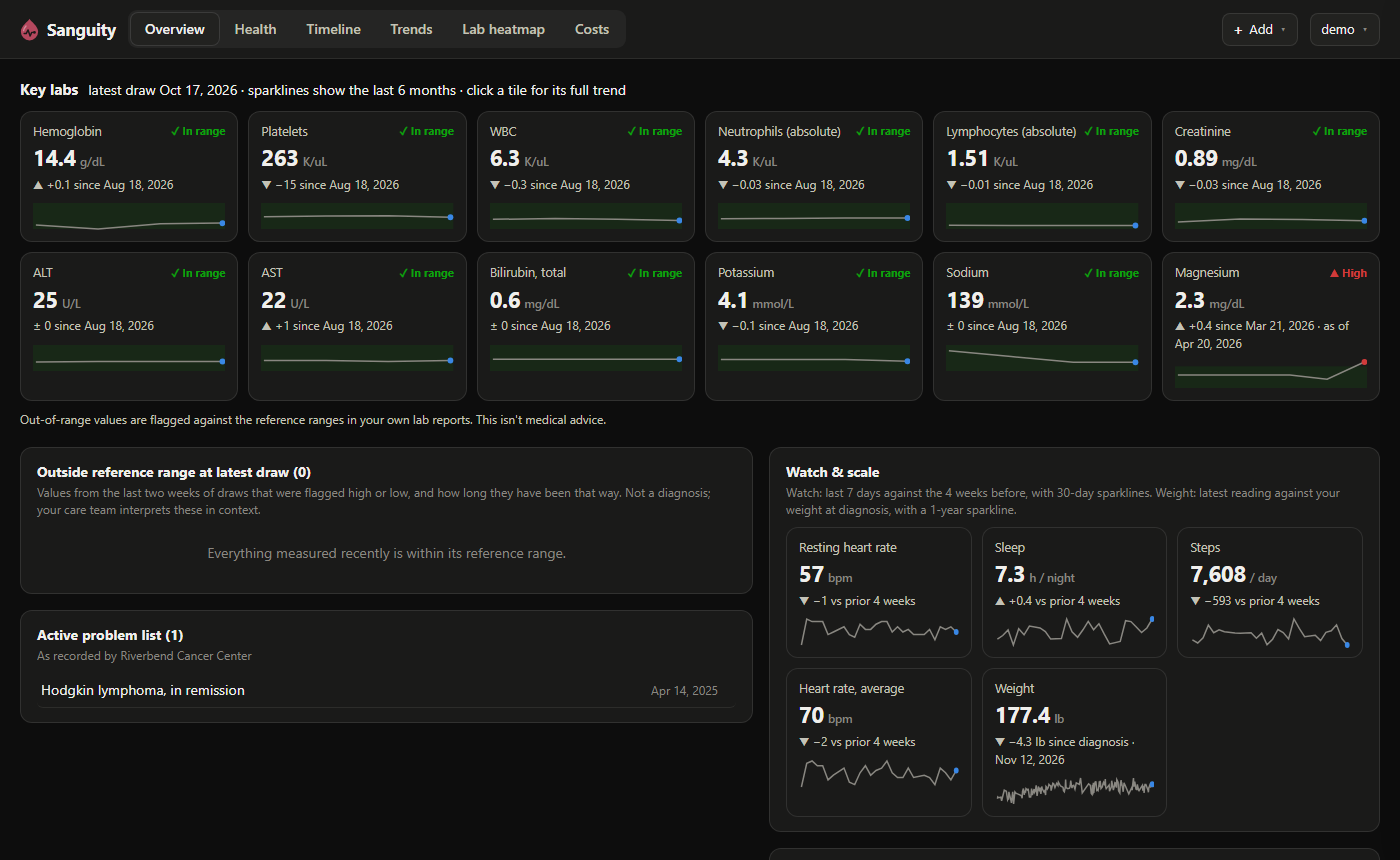 Sanguity
Overview
Health
Timeline
Trends
Lab heatmap
Costs
+ Add ▾
demo ▾
Key labs latest draw Oct 17, 2026 · sparklines show the last 6 months · click a tile for its full trend
Hemoglobin ✓ In range
14.4 g/dL
▲ +0.1 since Aug 18, 2026
Platelets ✓ In range
263 K/uL
▼ −15 since Aug 18, 2026
WBC ✓ In range
6.3 K/uL
▼ −0.3 since Aug 18, 2026
Neutrophils (absolute) ✓ In range
4.3 K/uL
▼ −0.03 since Aug 18, 2026
Lymphocytes (absolute) ✓ In range
1.51 K/uL
▼ −0.01 since Aug 18, 2026
Creatinine ✓ In range
0.89 mg/dL
▼ −0.03 since Aug 18, 2026
ALT ✓ In range
25 U/L
± 0 since Aug 18, 2026
AST ✓ In range
22 U/L
▲ +1 since Aug 18, 2026
Bilirubin, total ✓ In range
0.6 mg/dL
± 0 since Aug 18, 2026
Potassium ✓ In range
4.1 mmol/L
▼ −0.1 since Aug 18, 2026
Sodium ✓ In range
139 mmol/L
± 0 since Aug 18, 2026
Magnesium ▲ High
2.3 mg/dL
▲ +0.4 since Mar 21, 2026 · as of
Apr 20, 2026
Out-of-range values are flagged against the reference ranges in your own lab reports. This isn't medical advice.
Outside reference range at latest draw (0)
Values from the last two weeks of draws that were flagged high or low, and how long they have been that way. Not a diagnosis;
your care team interprets these in context.
Everything measured recently is within its reference range.
Active problem list (1)
As recorded by Riverbend Cancer Center
Hodgkin lymphoma, in remission Apr 14, 2025
Watch & scale
Watch: last 7 days against the 4 weeks before, with 30-day sparklines. Weight: latest reading against your
weight at diagnosis, with a 1-year sparkline.
Resting heart rate
57 bpm
▼ −1 vs prior 4 weeks
Sleep
7.3 h / night
▲ +0.4 vs prior 4 weeks
Steps
7,608 / day
▼ −593 vs prior 4 weeks
Heart rate, average
70 bpm
▼ −2 vs prior 4 weeks
Weight
177.4 lb
▼ −4.3 lb since diagnosis ·
Nov 12, 2026